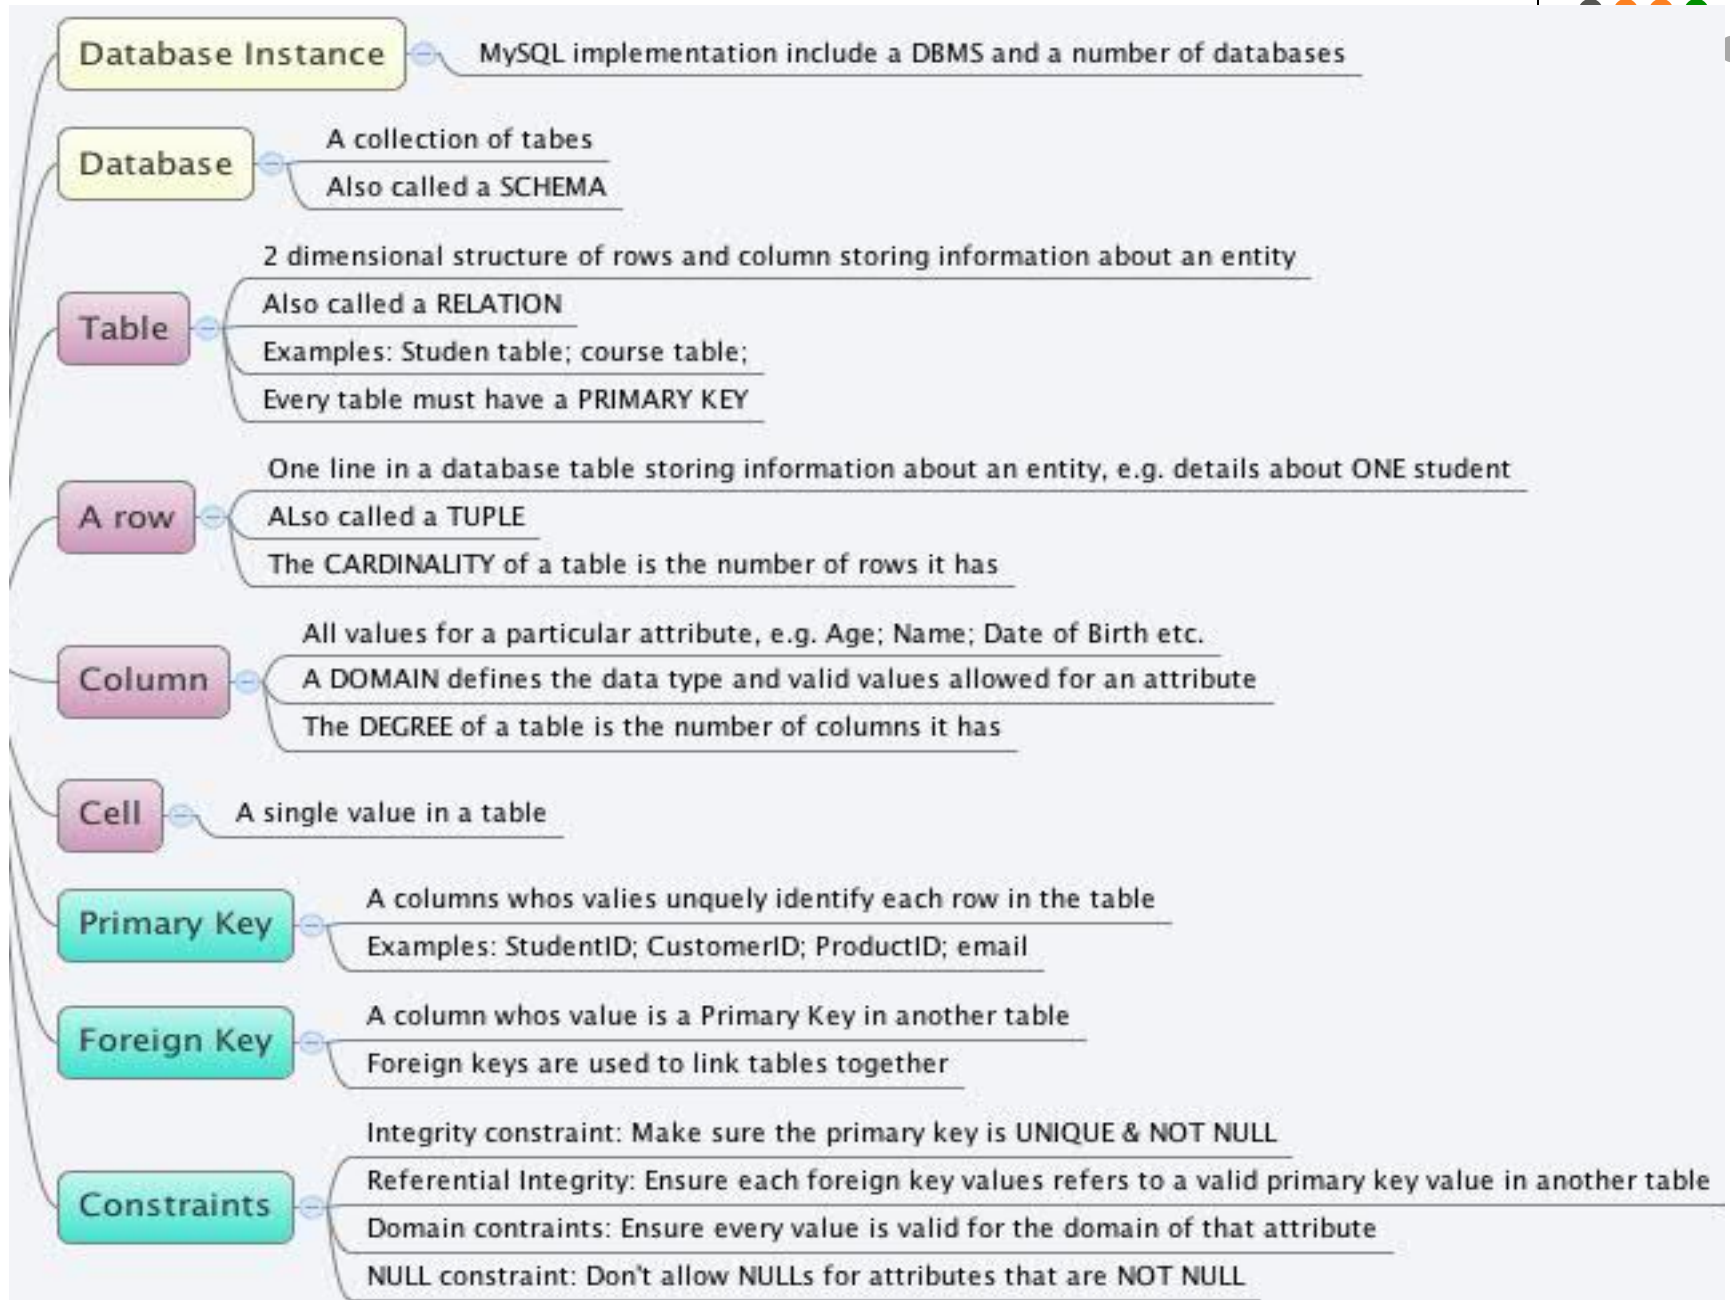 Database Instance
MySQL implementation include a DBMS and a number of databases
Database
A collection of tabes
Also called a SCHEMA
Table
2 dimensional structure of rows and column storing information about an entity
Also called a RELATION
Examples: Studen table; course table;
Every table must have a PRIMARY KEY
A row
One line in a database table storing information about an entity, e.g. details about ONE student
ALso called a TUPLE
The CARDINALITY of a table is the number of rows it has
Column
All values for a particular attribute, e.g. Age; Name; Date of Birth etc.
A DOMAIN defines the data type and valid values allowed for an attribute
The DEGREE of a table is the number of columns it has
Cell
A single value in a table
Primary Key
A columns whos valies unquely identify each row in the table
Examples: StudentID; CustomerID; ProductID; email
Foreign Key
A column whos value is a Primary Key in another table
Foreign keys are used to link tables together
Constraints
Integrity constraint: Make sure the primary key is UNIQUE & NOT NULL
Referential Integrity: Ensure each foreign key values refers to a valid primary key value in another table
Domain contraints: Ensure every value is valid for the domain of that attribute
NULL constraint: Don't allow NULLs for attributes that are NOT NULL